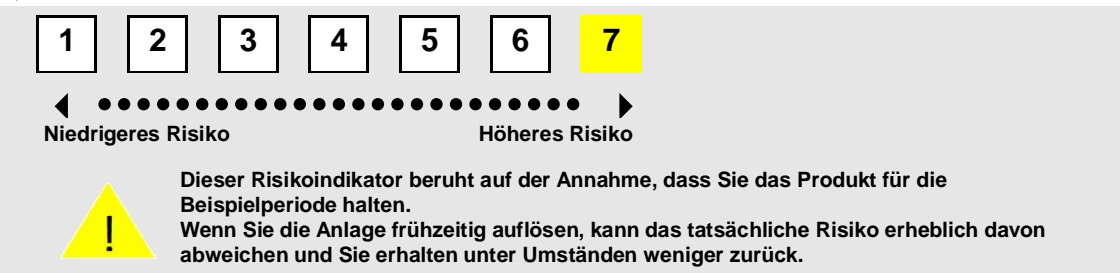 1 2 3 4 5 6 7
Niedrigeres Risiko Höheres Risiko
Dieser Risikoindikator beruht auf der Annahme, dass Sie das Produkt für die
Beispielperiode halten.
!
Wenn Sie die Anlage frühzeitig auflösen, kann das tatsächliche Risiko erheblich davon
abweichen und Sie erhalten unter Umständen weniger zurück.